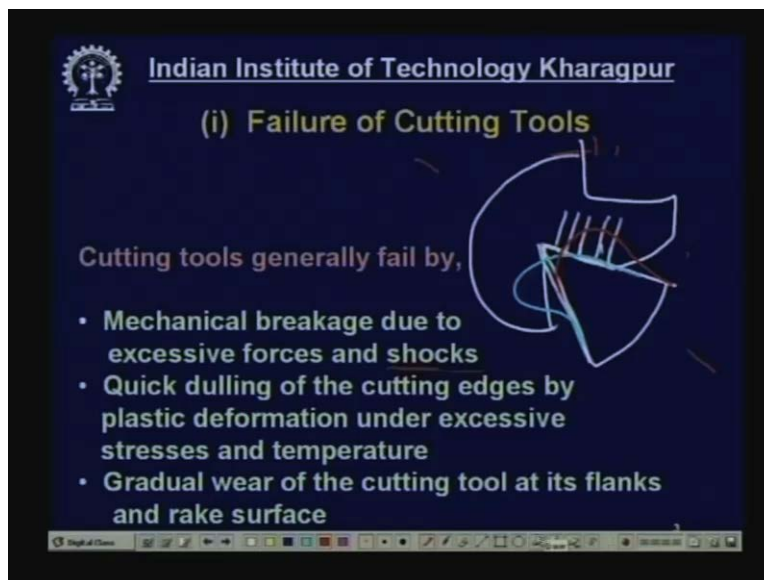 Indian Institute of Technology Kharagpur
(i) Failure of Cutting Tools
Cutting tools generally fail by,
• Mechanical breakage due to
excessive forces and shocks
• Quick dulling of the cutting edges by
plastic deformation under excessive
stresses and temperature
• Gradual wear of the cutting tool at its flanks
and rake surface